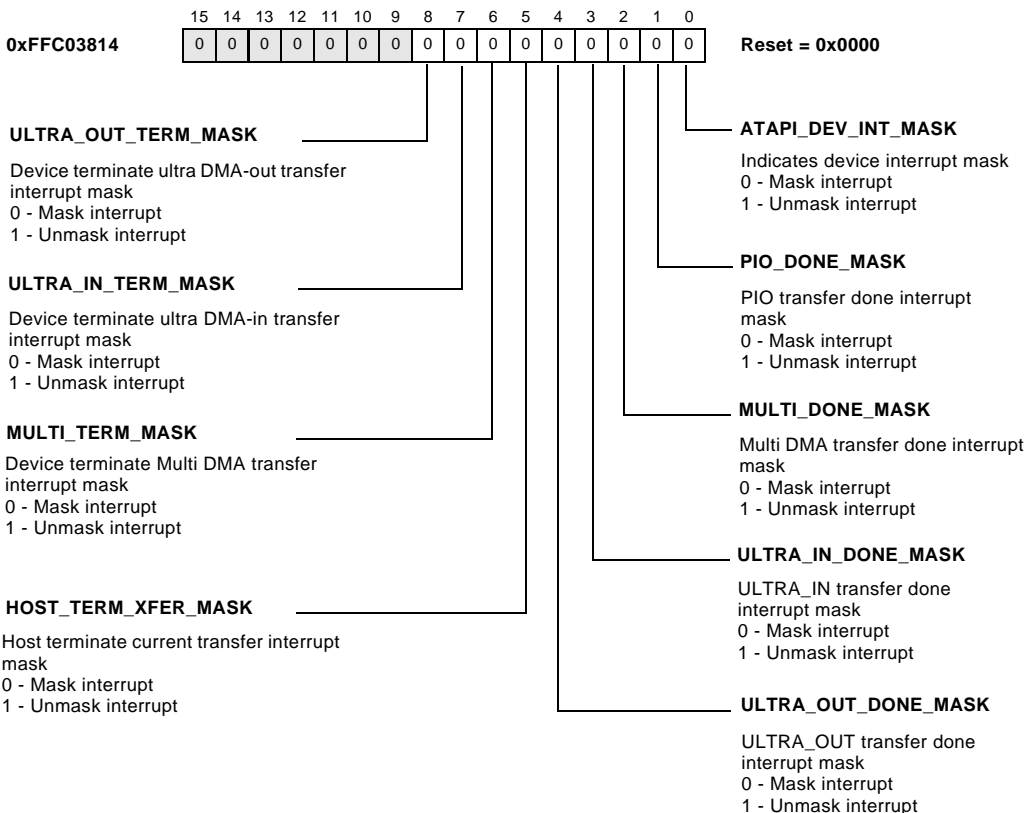 15 14 13 12 11 10 9 8 7 6 5 4 3 2 1 0
0xFFC03814
0 0 0 0 0 0 0 0 0 0 0 0 0 0 0 0
Reset = 0x0000
ULTRA_OUT_TERM_MASK
Device terminate ultra DMA-out transfer
interrupt mask
0 - Mask interrupt
1 - Unmask interrupt
ULTRA_IN_TERM_MASK
Device terminate ultra DMA-in transfer
interrupt mask
0 - Mask interrupt
1 - Unmask interrupt
MULTI_TERM_MASK
Device terminate Multi DMA transfer
interrupt mask
0 - Mask interrupt
1 - Unmask interrupt
HOST_TERM_XFER_MASK
Host terminate current transfer interrupt
mask
0 - Mask interrupt
1 - Unmask interrupt
ATAPI_DEV_INT_MASK
Indicates device interrupt mask
0 - Mask interrupt
1 - Unmask interrupt
PIO_DONE_MASK
PIO transfer done interrupt
mask
0 - Mask interrupt
1 - Unmask interrupt
MULTI_DONE_MASK
Multi DMA transfer done interrupt
mask
0 - Mask interrupt
1 - Unmask interrupt
ULTRA_IN_DONE_MASK
ULTRA_IN transfer done
interrupt mask
0 - Mask interrupt
1 - Unmask interrupt
ULTRA_OUT_DONE_MASK
ULTRA_OUT transfer done
interrupt mask
0 - Mask interrupt
1 - Unmask interrupt